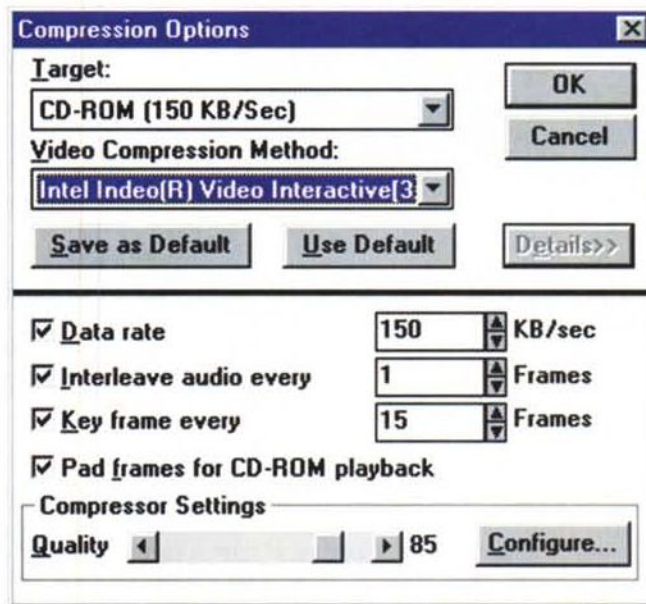 Compression Options
Target:
CD-ROM (150 KB/Sec)
Video Compression Method:
Intel Indeo(R) Video Interactive[3
OK
Cancel
Save as Default
Use Default
Details>>
Data rate
150
KB/sec
Interleave audio every
1
Frames
Key frame every
15
Frames
Pad frames for CD-ROM playback
Compressor Settings
Quality
85
Configure...